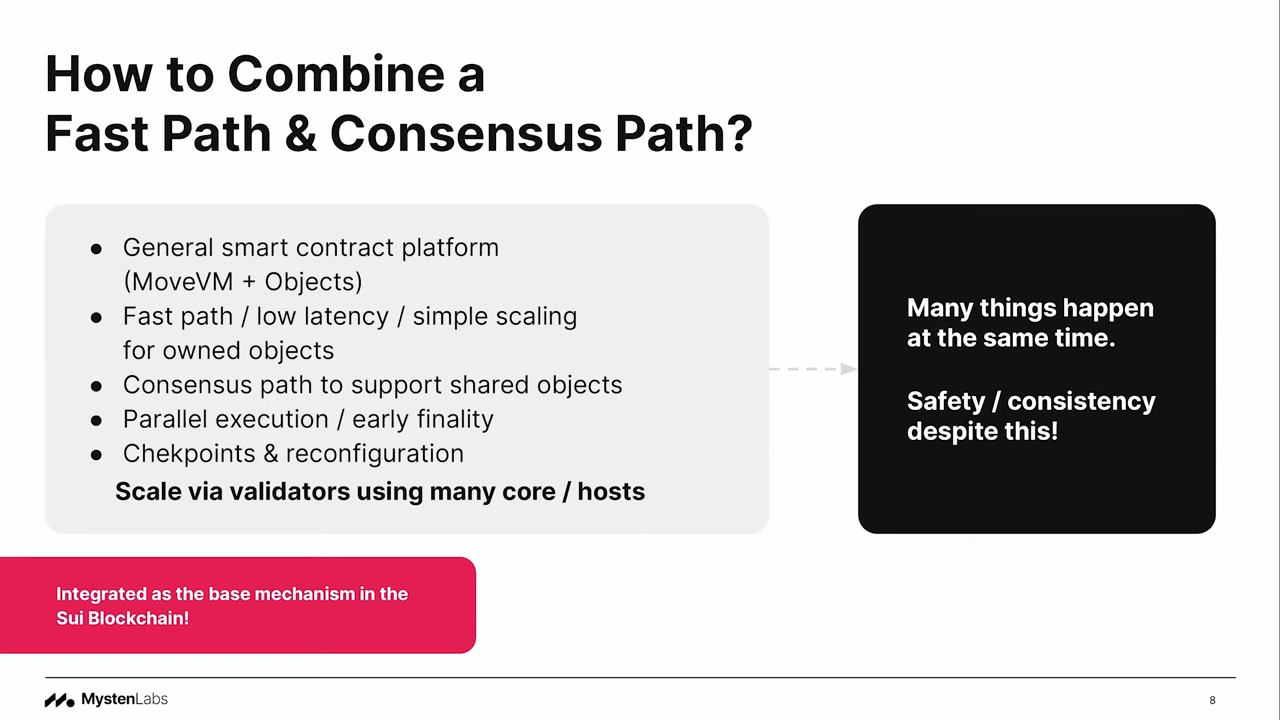 How to Combine a
Fast Path & Consensus Path?
● General smart contract platform
(MoveVM + Objects)
● Fast path / low latency / simple scaling
for owned objects
● Consensus path to support shared objects
● Parallel execution / early finality
● Chekpoints & reconfiguration
Scale via validators using many core / hosts
Many things happen
at the same time.
Safety / consistency
despite this!
Integrated as the base mechanism in the
Sui Blockchain!
MystenLabs
8